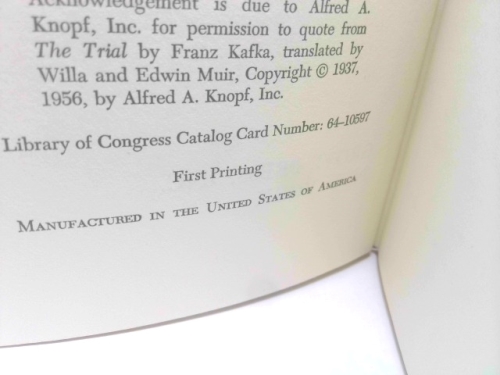 Acknowledgement is due to Alfred A.
Knopf, Inc. for permission to quote from
The Trial by Franz Kafka, translated by
Willa and Edwin Muir, Copyright © 1937,
1956, by Alfred A. Knopf, Inc.
Library of Congress Catalog Card Number: 64-10597
First Printing
Manufactured in the United States of America